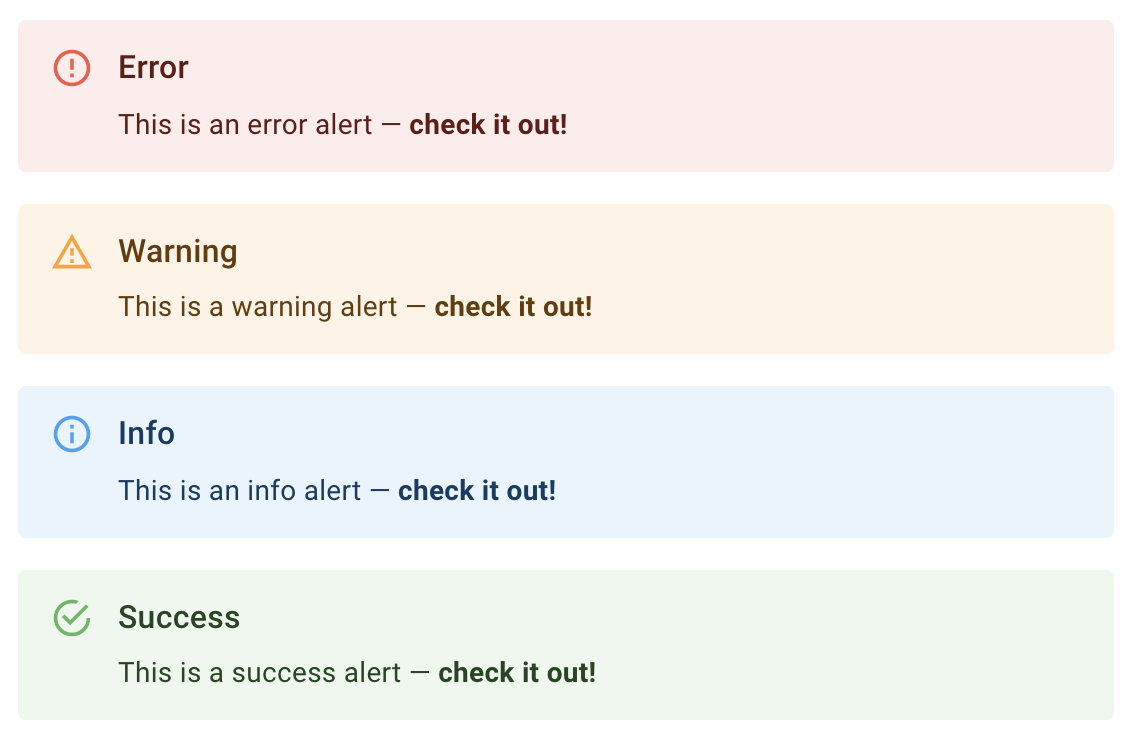 Error
This is an error alert — check it out!
Warning
This is a warning alert — check it out!
Info
This is an info alert — check it out!
Success
This is a success alert — check it out!